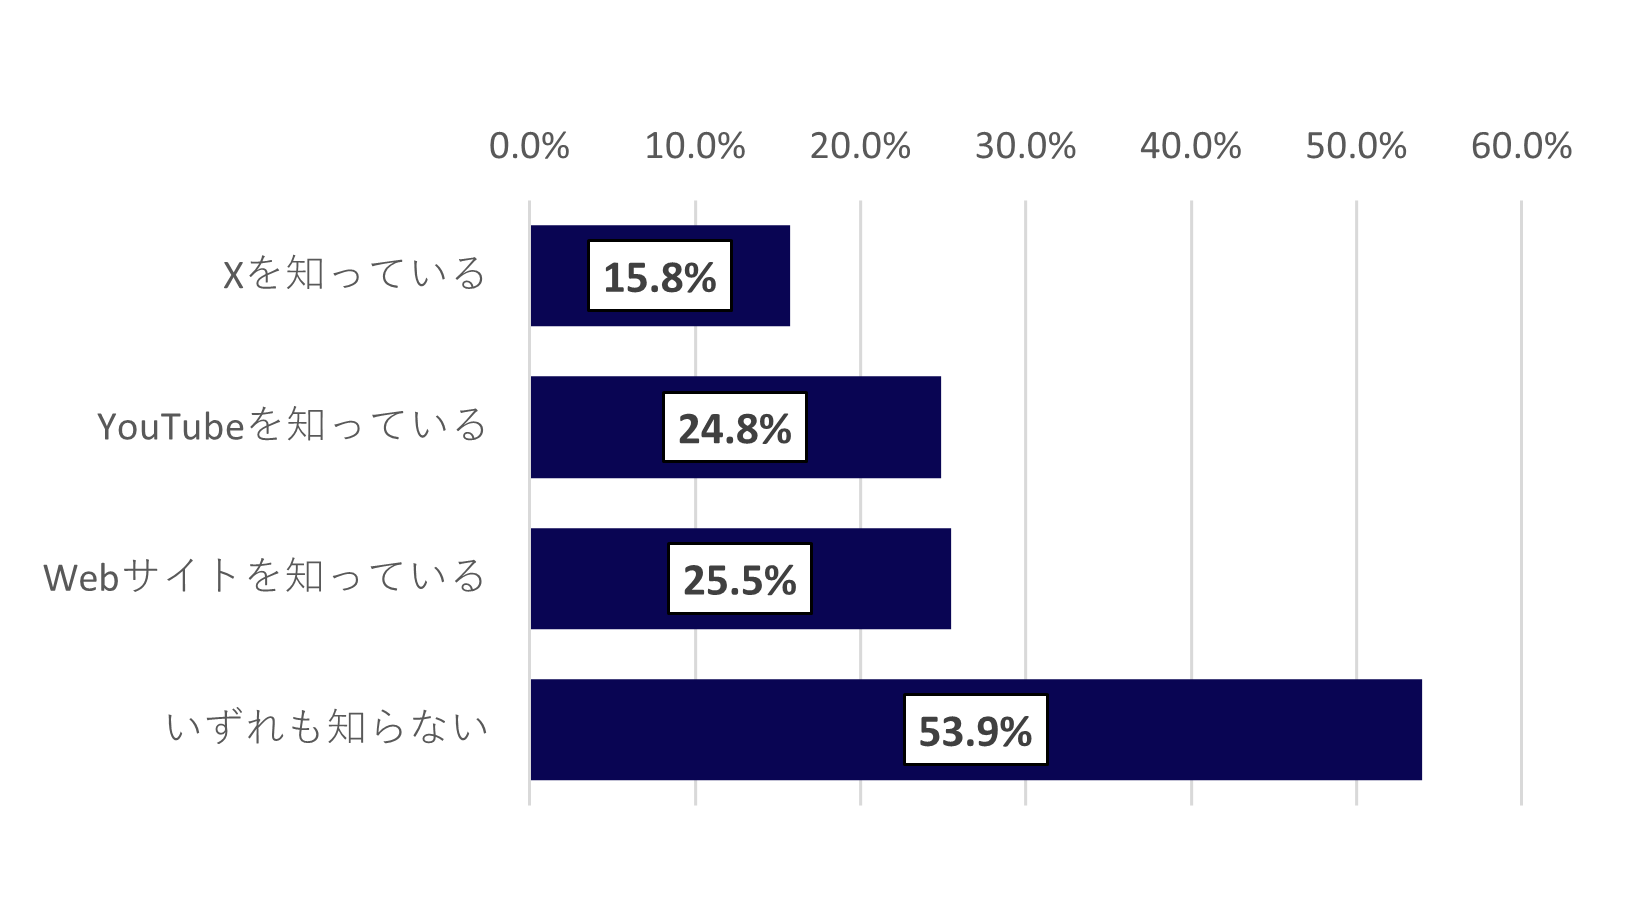 0.0% 10.0% 20.0% 30.0% 40.0% 50.0% 60.0%
Xを知っている 15.8%
YouTubeを知っている 24.8%
Webサイトを知っている 25.5%
いずれも知らない 53.9%